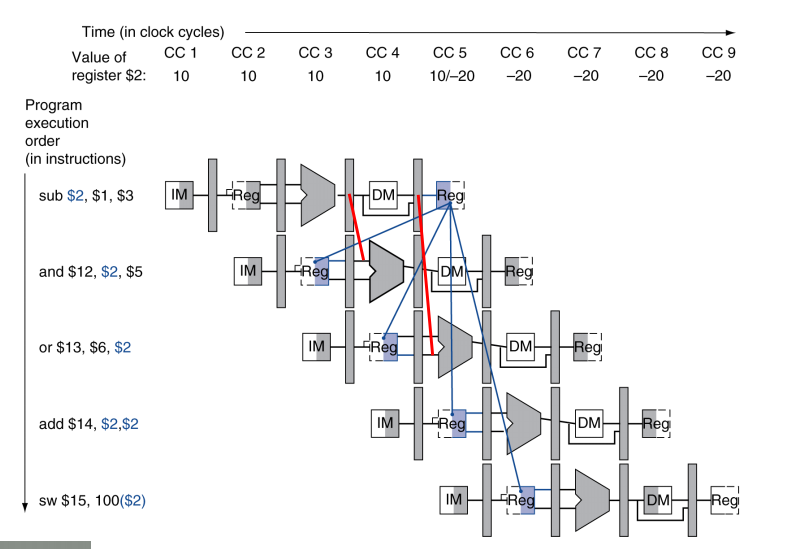 Time (in clock cycles)
CC 1 CC 2 CC 3 CC 4 CC 5 CC 6 CC 7 CC 8 CC 9
Value of
register $2:
10 10 10 10 10/–20 –20 –20 –20 –20
Program
execution
order
(in instructions)
sub $2, $1, $3
IM Reg DM Reg
and $12, $2, $5
IM Reg DM Reg
or $13, $6, $2
IM Reg DM Reg
add $14, $2,$2
IM Reg DM Reg
sw $15, 100($2)
IM Reg DM Reg